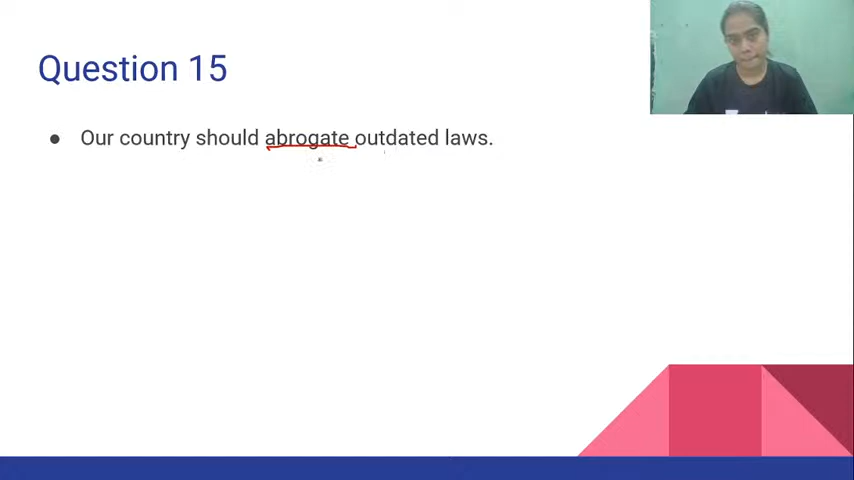 Question 15
● Our country should abrogate outdated laws.